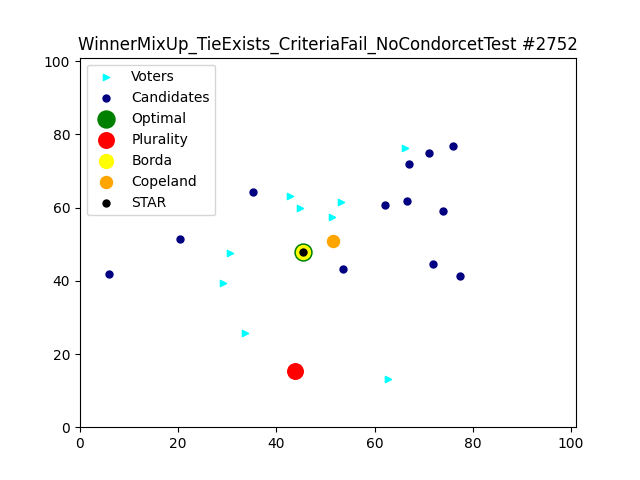 WinnerMixUp_TieExists_CriteriaFail_NoCondorcetTest #2752
100
80
60
40
20
0
Voters
Candidates
Optimal
Plurality
Borda
Copeland
STAR
0 20 40 60 80 100